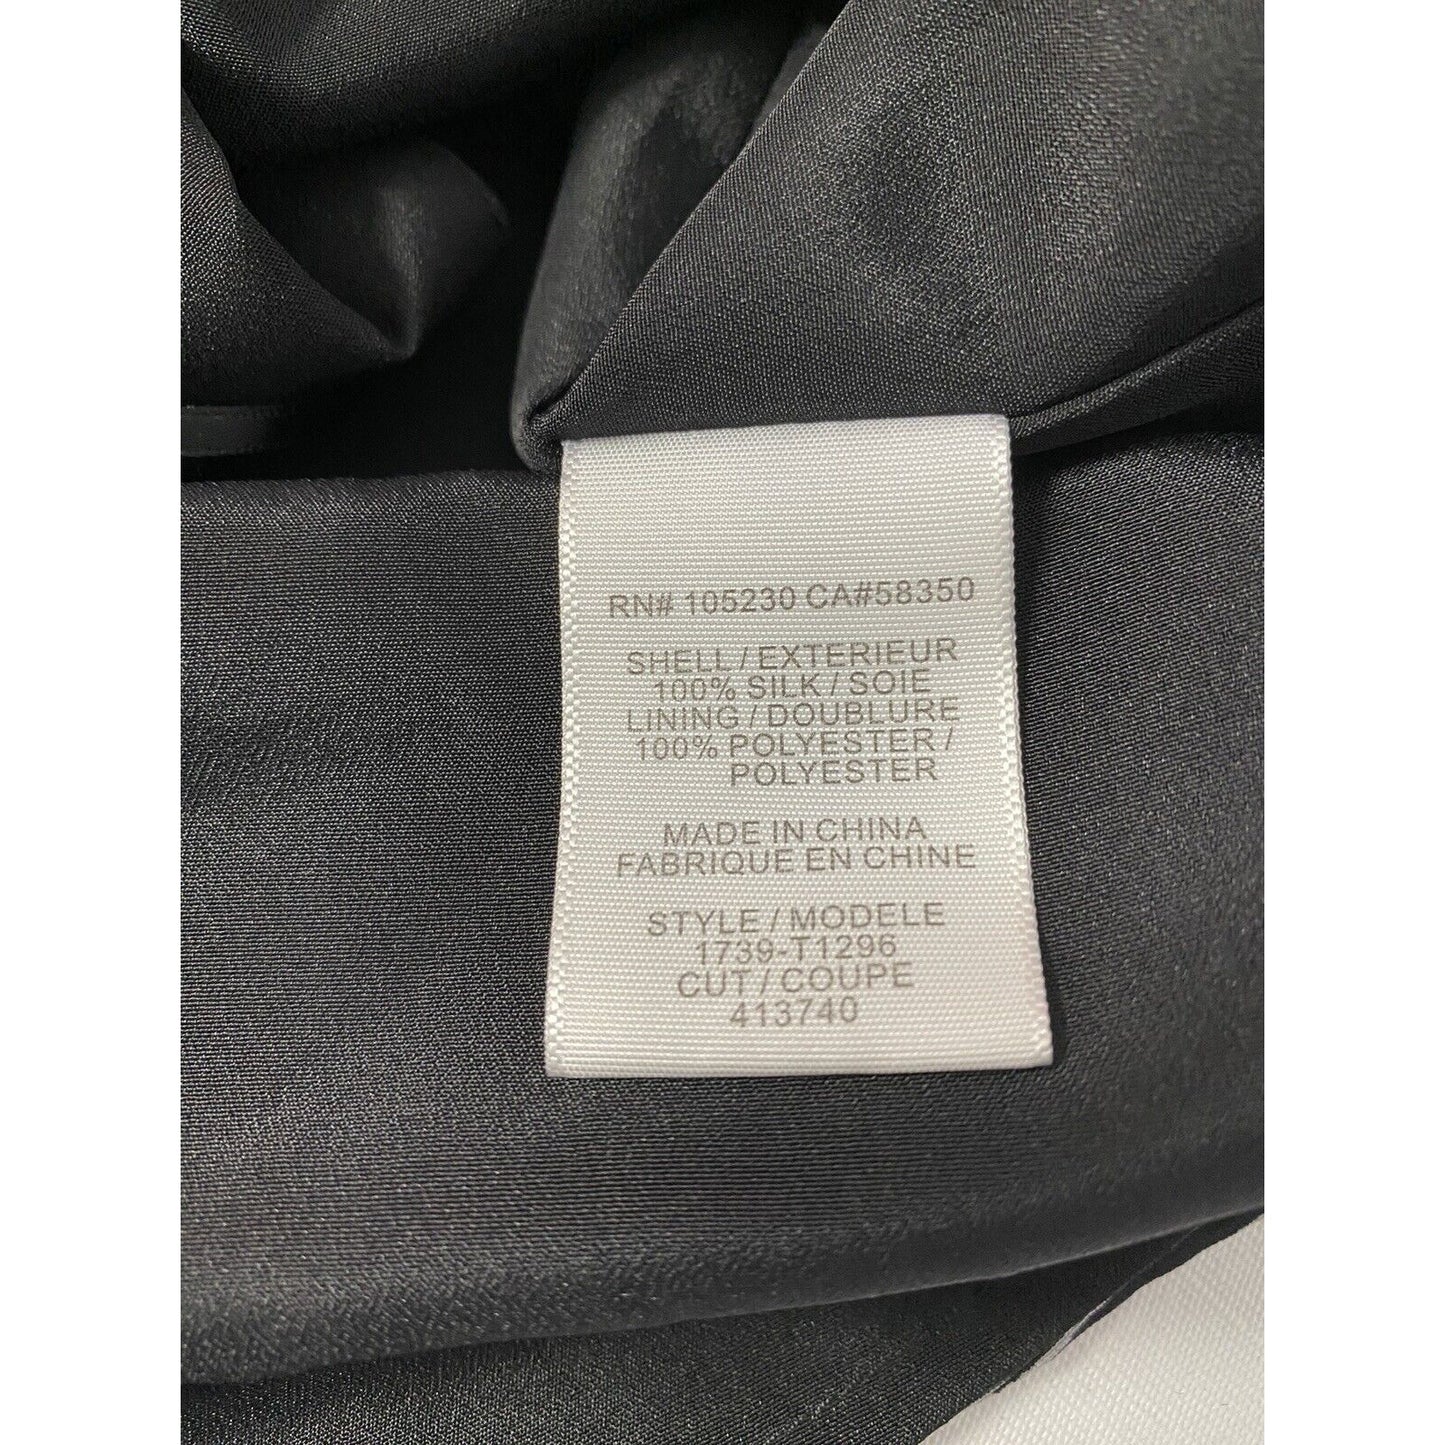 RN# 105230 CA#58350
SHELL / EXTERIEUR
100% SILK / SOIE
LINING / DOUBLURE
100% POLYESTER /
POLYESTER
MADE IN CHINA
FABRIQUE EN CHINE
STYLE / MODELE
1739-T1296
CUT / COUPE
413740